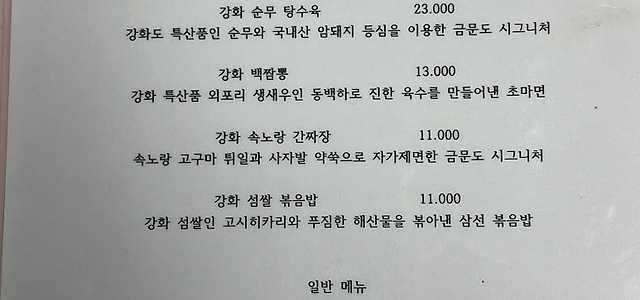 강화 순무 탕수육 23.000
강화도 특산품인 순무와 국내산 암돼지 등심을 이용한 금문도 시그니처
강화 백짬뽕 13.000
강화 특산품 외포리 생새우인 동백하로 진한 육수를 만들어낸 초마면
강화 속노랑 간짜장 11.000
속노랑 고구마 튀일과 사자발 약쑥으로 자가제면한 금문도 시그니처
강화 섬쌀 볶음밥 11.000
강화 섬쌀인 고시히카리와 푸짐한 해산물을 볶아낸 삼선 볶음밥
일반 메뉴